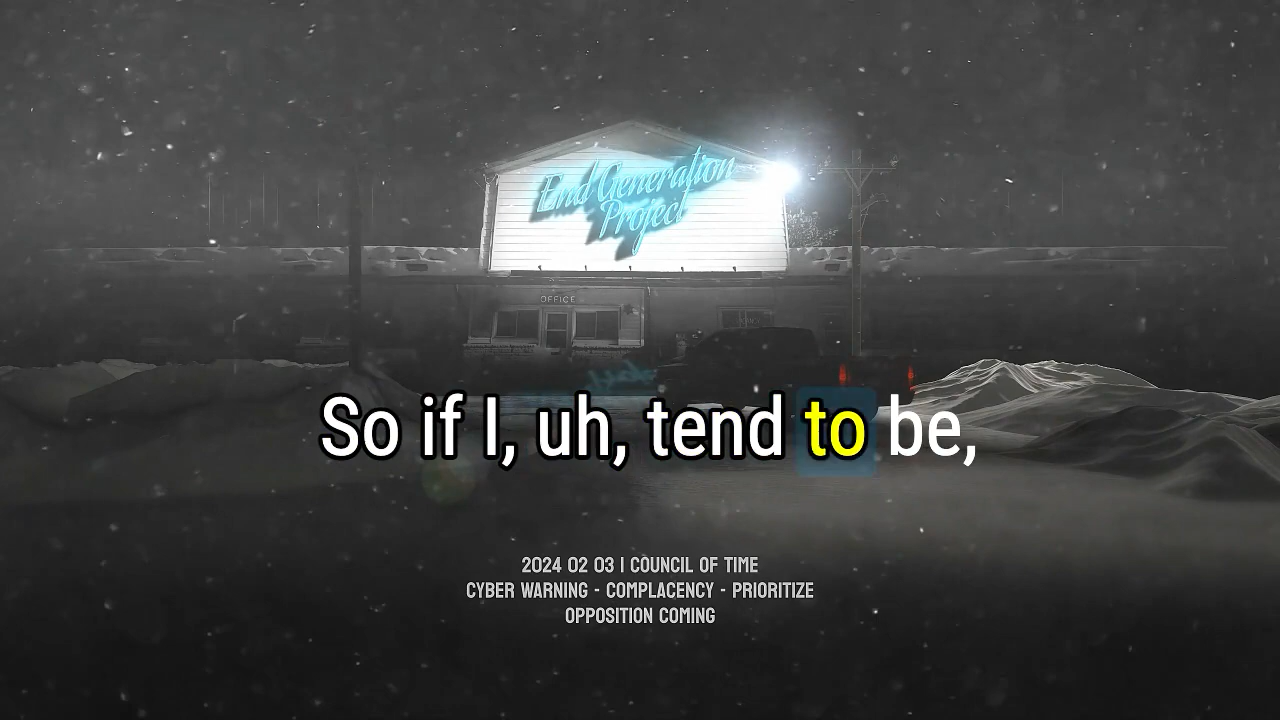 End Generation
Project
OFFICE
So if I, uh, tend to be,
2024 02 03 | COUNCIL OF TIME
CYBER WARNING - COMPLACENCY - PRIORITIZE
OPPOSITION COMING